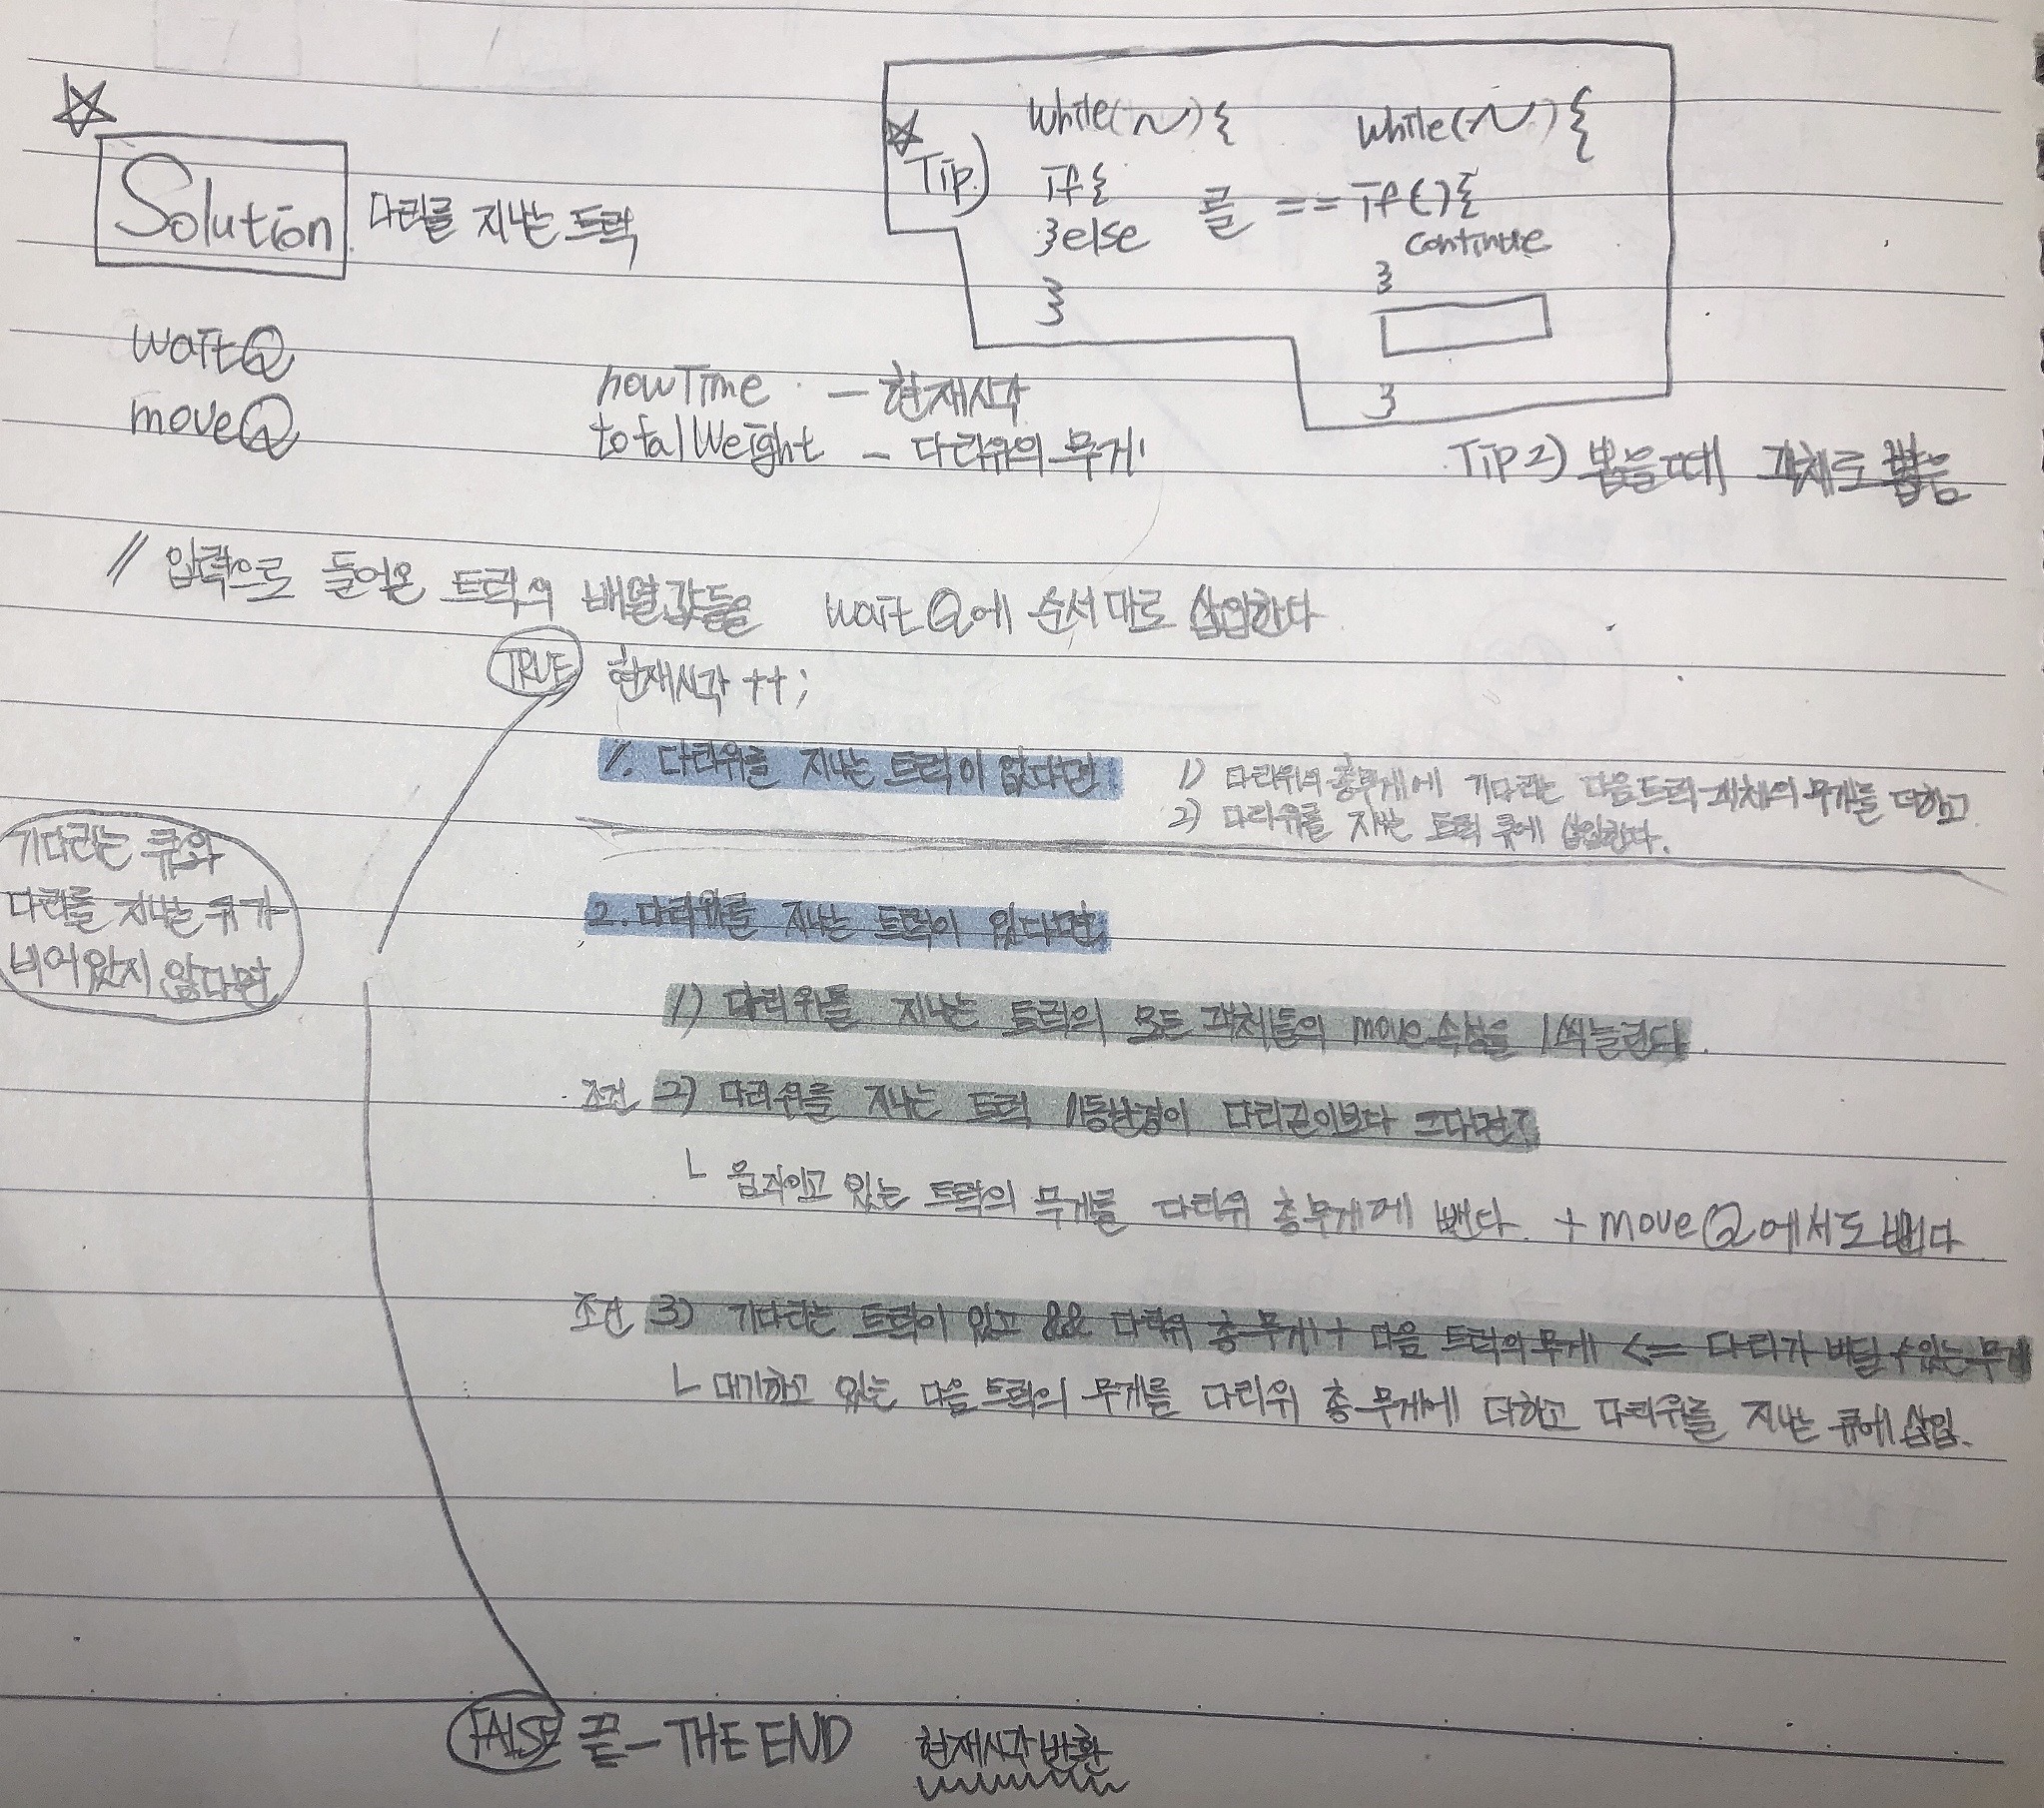 Solution. 다리를 지나는 트럭
Tip)
while(~){
if{
}else
}
꼴 ==
while(~){
if(){
continue
}
}
waitQ
moveQ
nowTime - 현재시각
totalWeight - 다리위의 무게
Tip2) 뽑을때 객체로 뽑음
// 입력으로 들어온 트럭의 배열값들을 waitQ에 순서대로 삽입한다
TRUE 현재시각 ++;
1. 다리위를 지나는 트럭이 없다면
1) 다리위의 총무게에 기다리는 다음트럭 객체의 무게를 더하고
2) 다리위를 지나는 트럭 큐에 삽입한다.
기다리는 큐와
다리를 지나는 큐가
비어있지 않다면
2. 다리위를 지나는 트럭이 있다면
1) 다리위를 지나는 트럭의 모든 객체들의 move속성을 1씩늘린다.
조건 2) 다리위를 지나는 트럭 이동반경이 다리길이보다 크다면?
ㄴ 움직이고 있는 트럭의 무게를 다리위 총무게에 뺀다. + moveQ에서도 뺀다
조건 3) 기다리는 트럭이 있고 && 다리위 총무게 + 다음 트럭의 무게 <= 다리가 버틸 수있는무게
ㄴ 대기하고 있는 다음트럭의 무게를 다리위 총무게에 더하고 다리위를 지나는 큐에 삽입.
FALSE 끝 - THE END 현재시각 반환